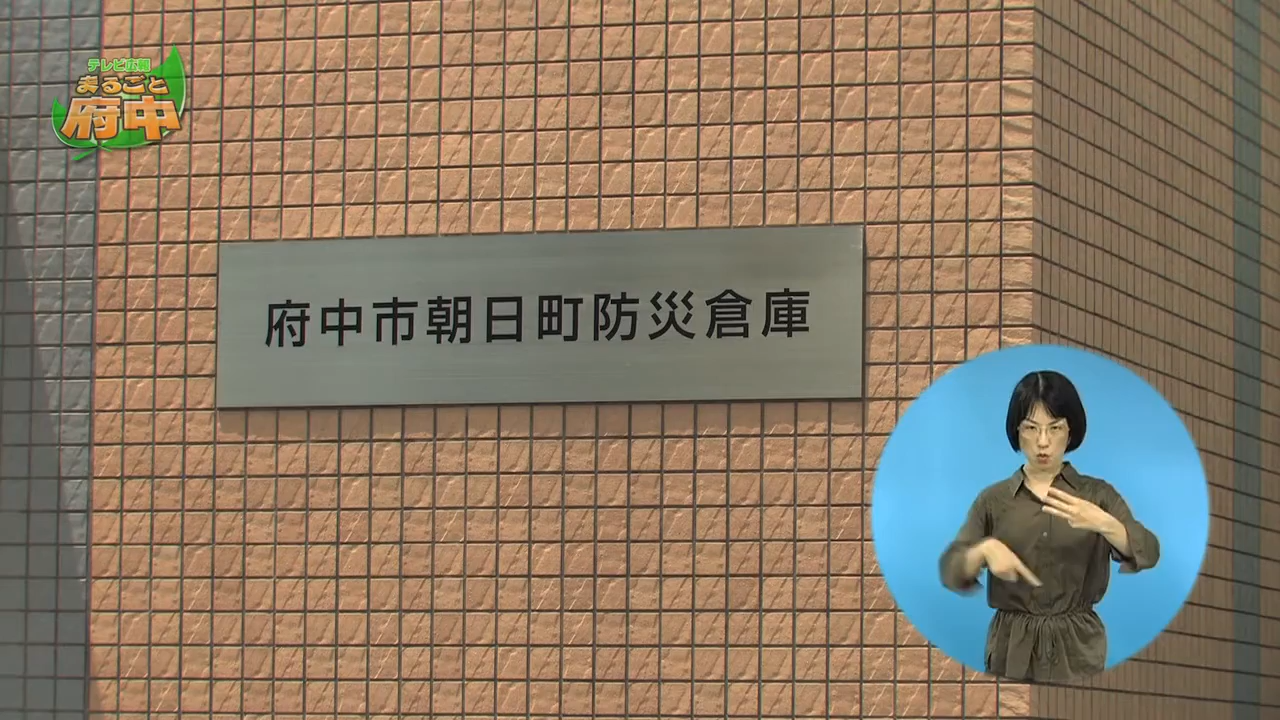 テレビ広報
まるごと
府中
府中市朝日町防災倉庫